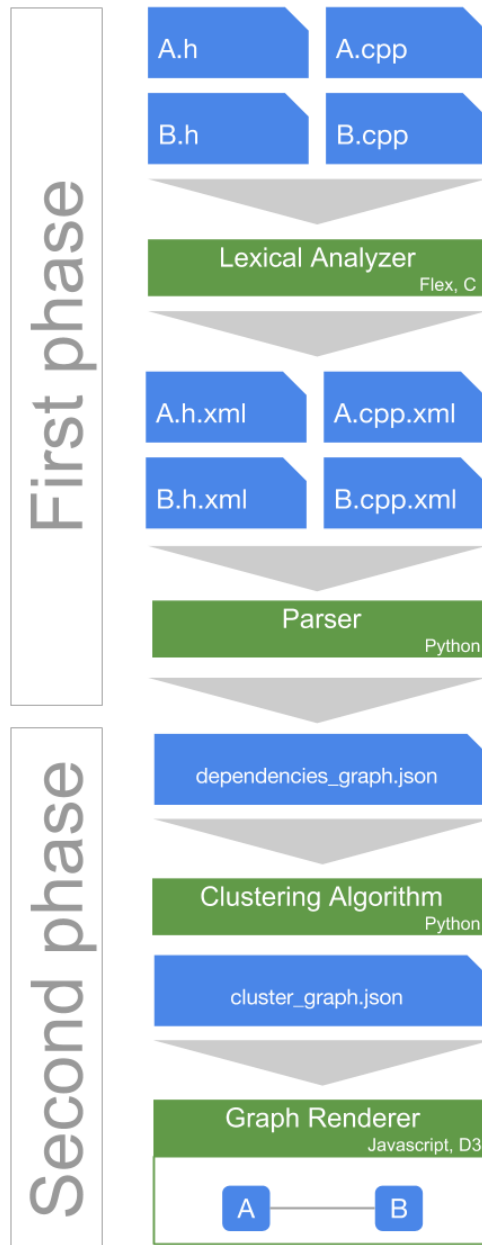 First phase
A.h
A.cpp
B.h
B.cpp
Lexical Analyzer
Flex, C
A.h.xml
A.cpp.xml
B.h.xml
B.cpp.xml
Parser
Python
Second phase
dependencies_graph.json
Clustering Algorithm
Python
cluster_graph.json
Graph Renderer
Javascript, D3
A
B